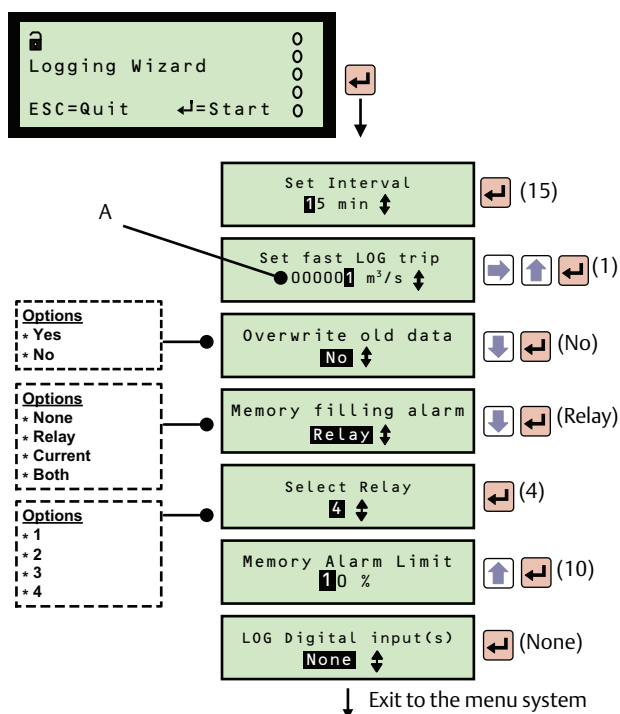 Logging Wizard
ESC=Quit ↵=Start
A
Set Interval
15 min
(15)
Set fast LOG trip
000001 m³/s
(1)
Options
* Yes
* No
Overwrite old data
No
(No)
Options
* None
* Relay
* Current
* Both
Memory filling alarm
Relay
(Relay)
Options
* 1
* 2
* 3
* 4
Select Relay
4
(4)
Memory Alarm Limit
10 %
(10)
LOG Digital input(s)
None
(None)
Exit to the menu system